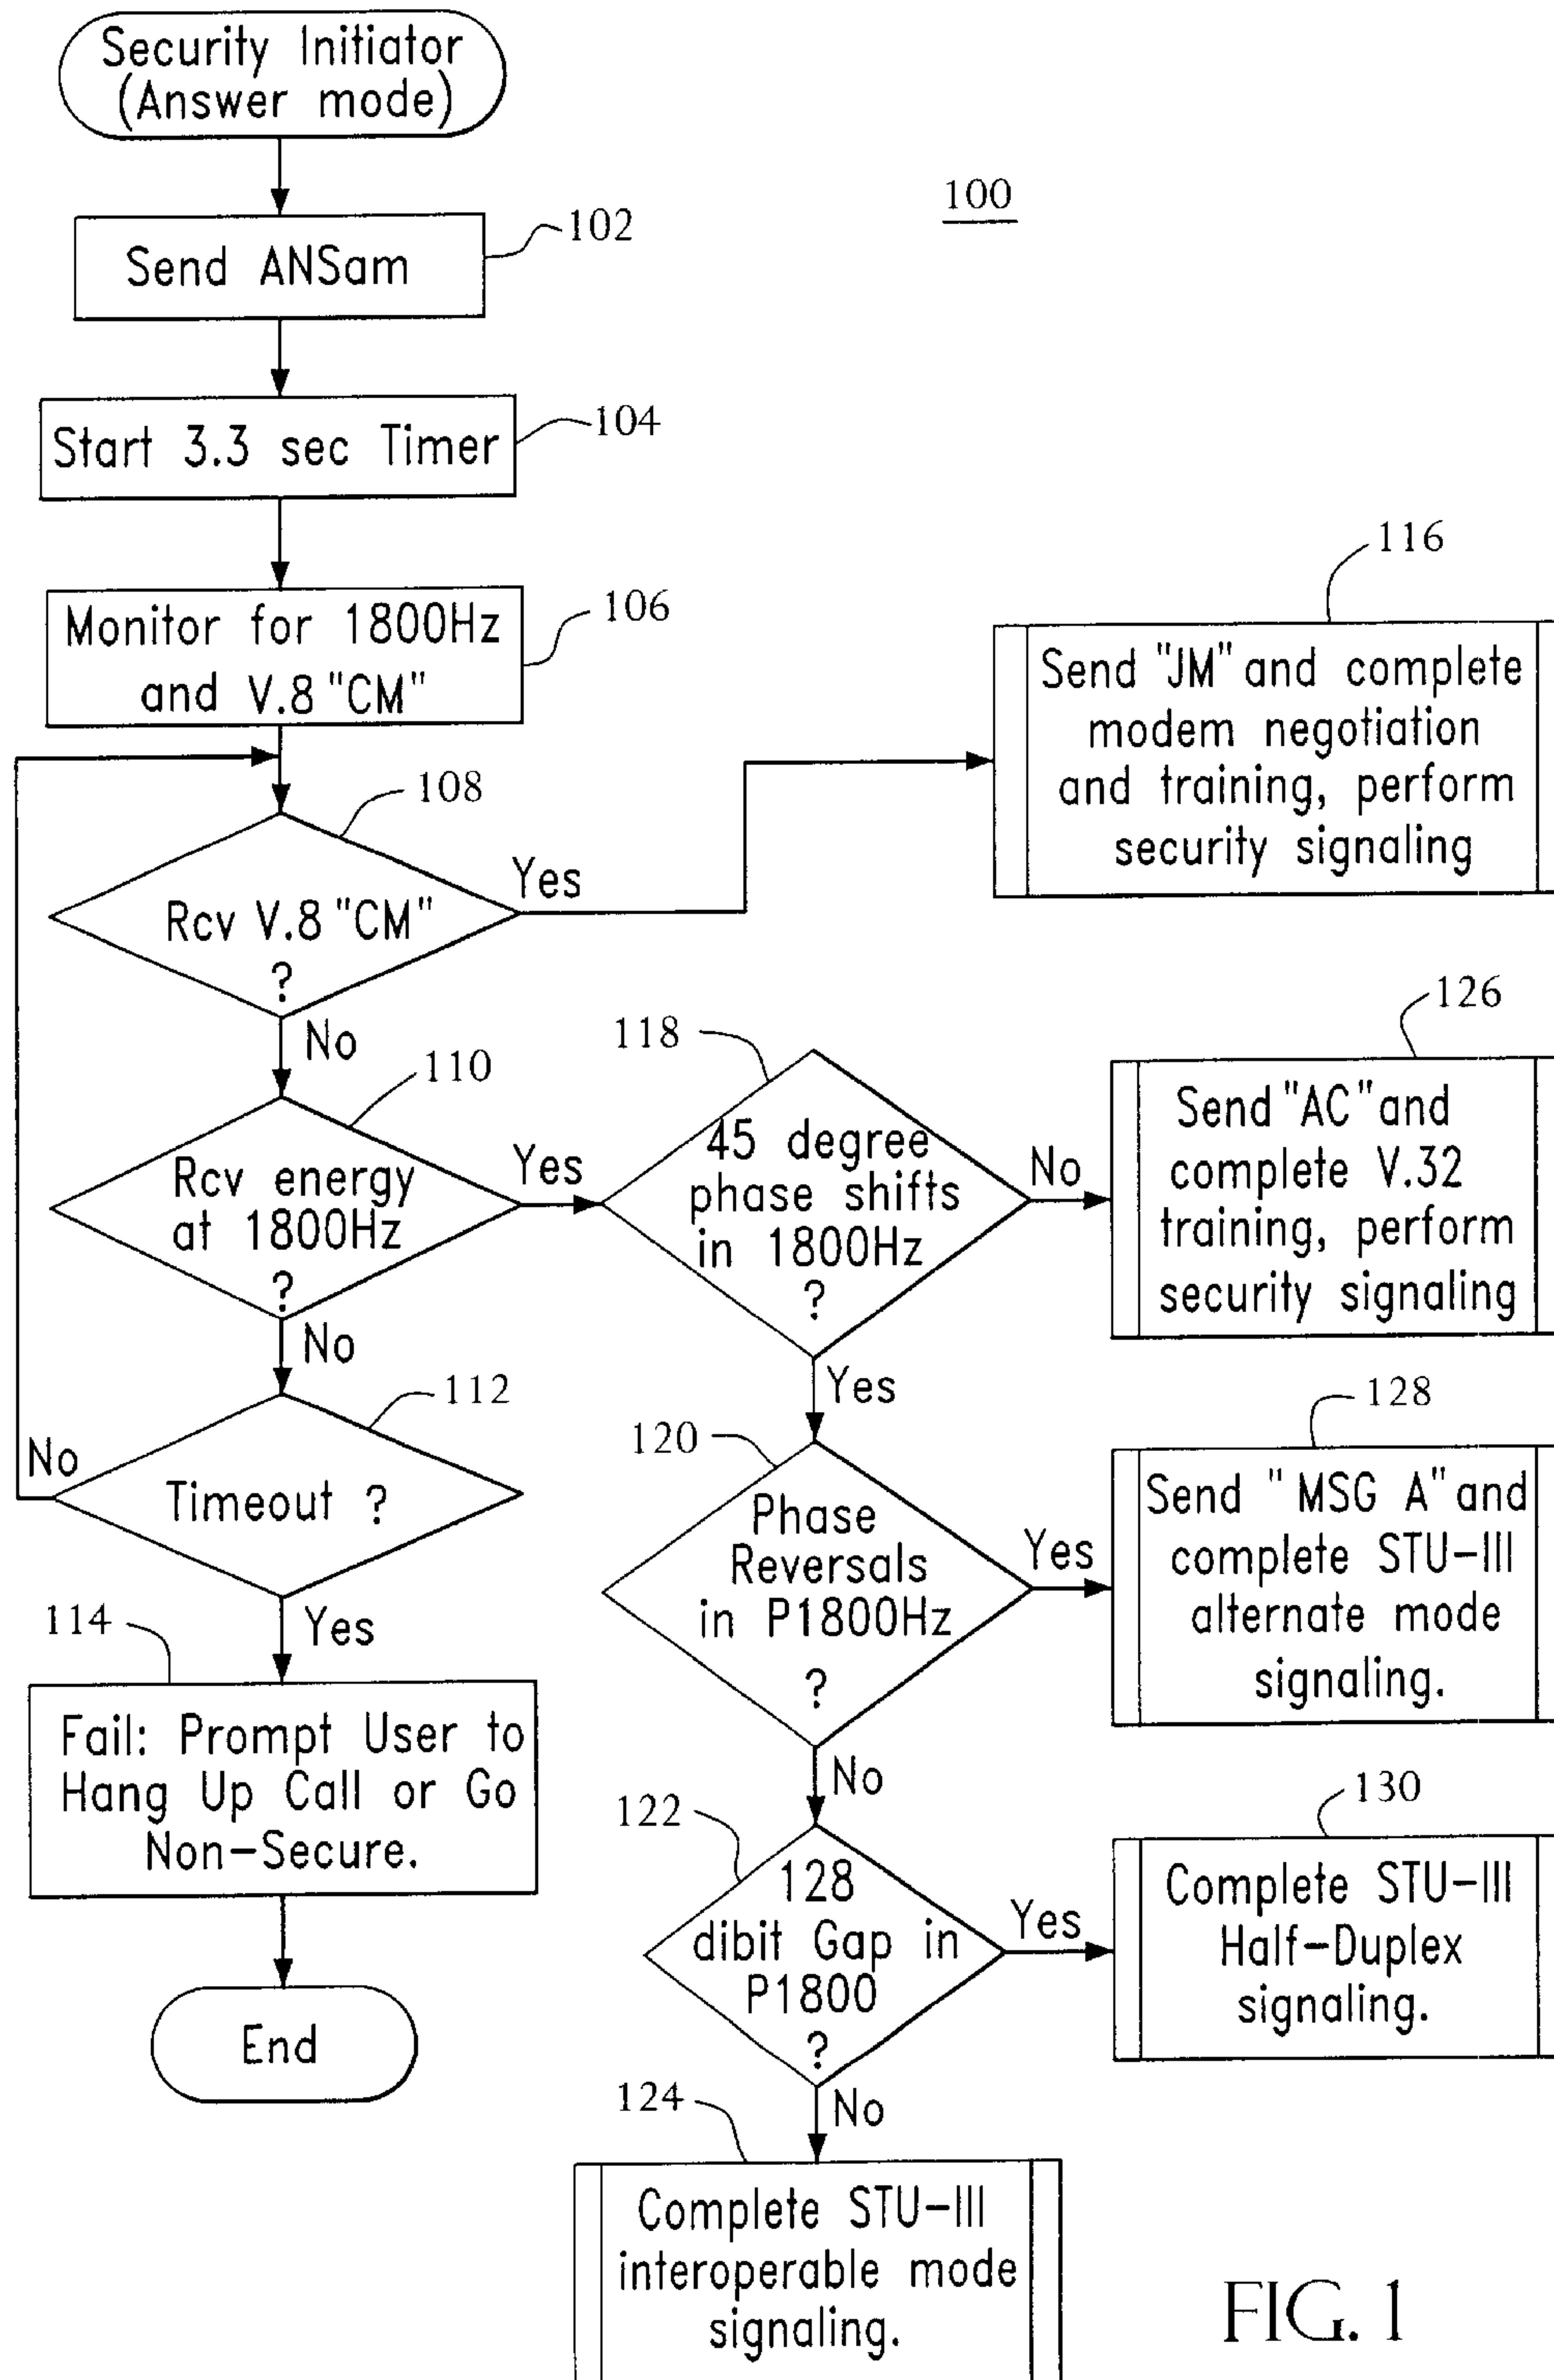 Security Initiator
(Answer mode)
100
102
Send ANSam
104
Start 3.3 sec Timer
106
Monitor for 1800Hz
and V.8 "CM"
116
Send "JM" and complete
modem negotiation
and training, perform
security signaling
108
Rcv V.8 "CM"
?
Yes
No
110
Rcv energy
at 1800Hz
?
Yes
No
118
45 degree
phase shifts
in 1800Hz
?
No
Yes
126
Send "AC" and
complete V.32
training, perform
security signaling
112
Timeout ?
No
Yes
120
Phase
Reversals
in P1800Hz
?
Yes
No
128
Send "MSG A" and
complete STU-III
alternate mode
signaling.
114
Fail: Prompt User to
Hang Up Call or Go
Non-Secure.
122
128
dibit Gap in
P1800
?
Yes
No
130
Complete STU-III
Half-Duplex
signaling.
End
124
Complete STU-III
interoperable mode
signaling.
FIG. 1